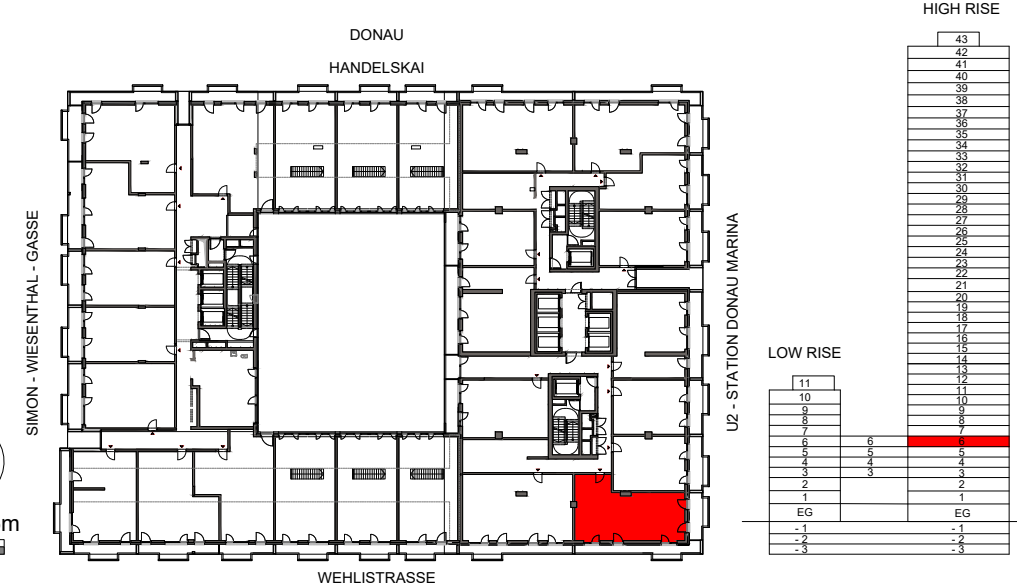 HIGH RISE
DONAU
HANDELSKAI
SIMON - WIESENTHAL - GASSE
U2 - STATION DONAU MARINA
WEHLISTRASSE
m
LOW RISE
43
42
41
40
39
38
37
36
35
34
33
32
31
30
29
28
27
26
25
24
23
22
21
20
19
18
17
16
15
14
13
11 12
10 11
10
9 9
8 8
7 7
6 6 6
5 5 5
4 4 4
3 3 3
2 2
1 1
EG EG
- 1 - 1
- 2 - 2
- 3 - 3